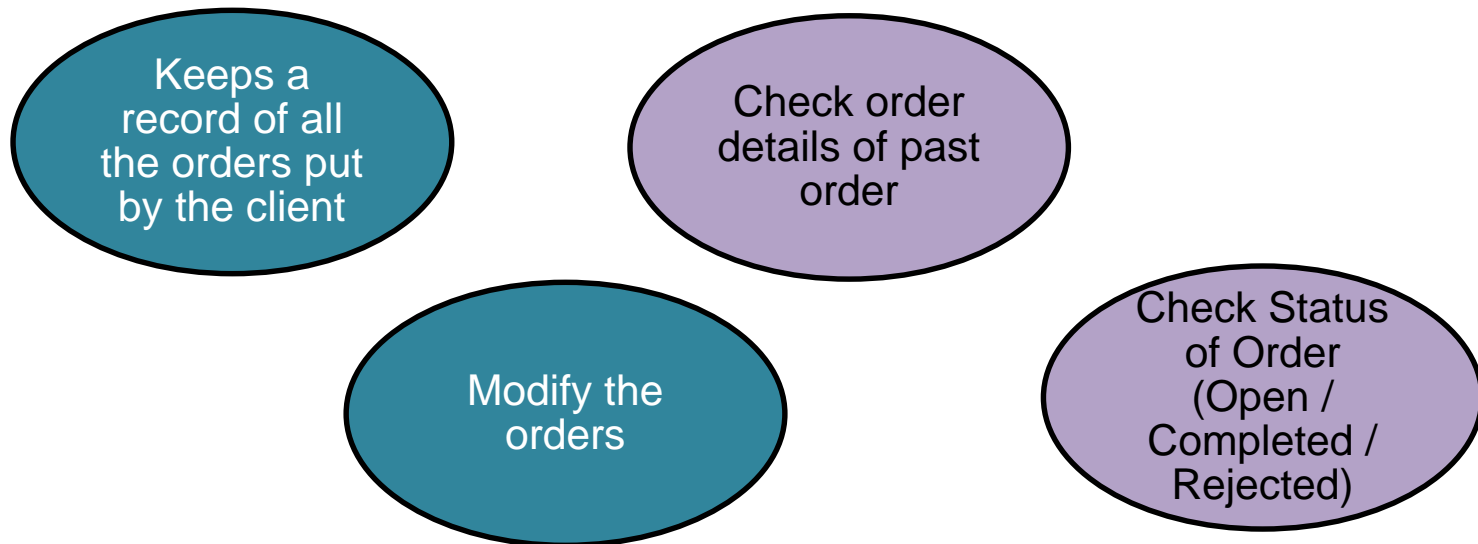 Keeps a
record of all
the orders put
by the client
Check order
details of past
order
Modify the
orders
Check Status
of Order
(Open /
Completed /
Rejected)